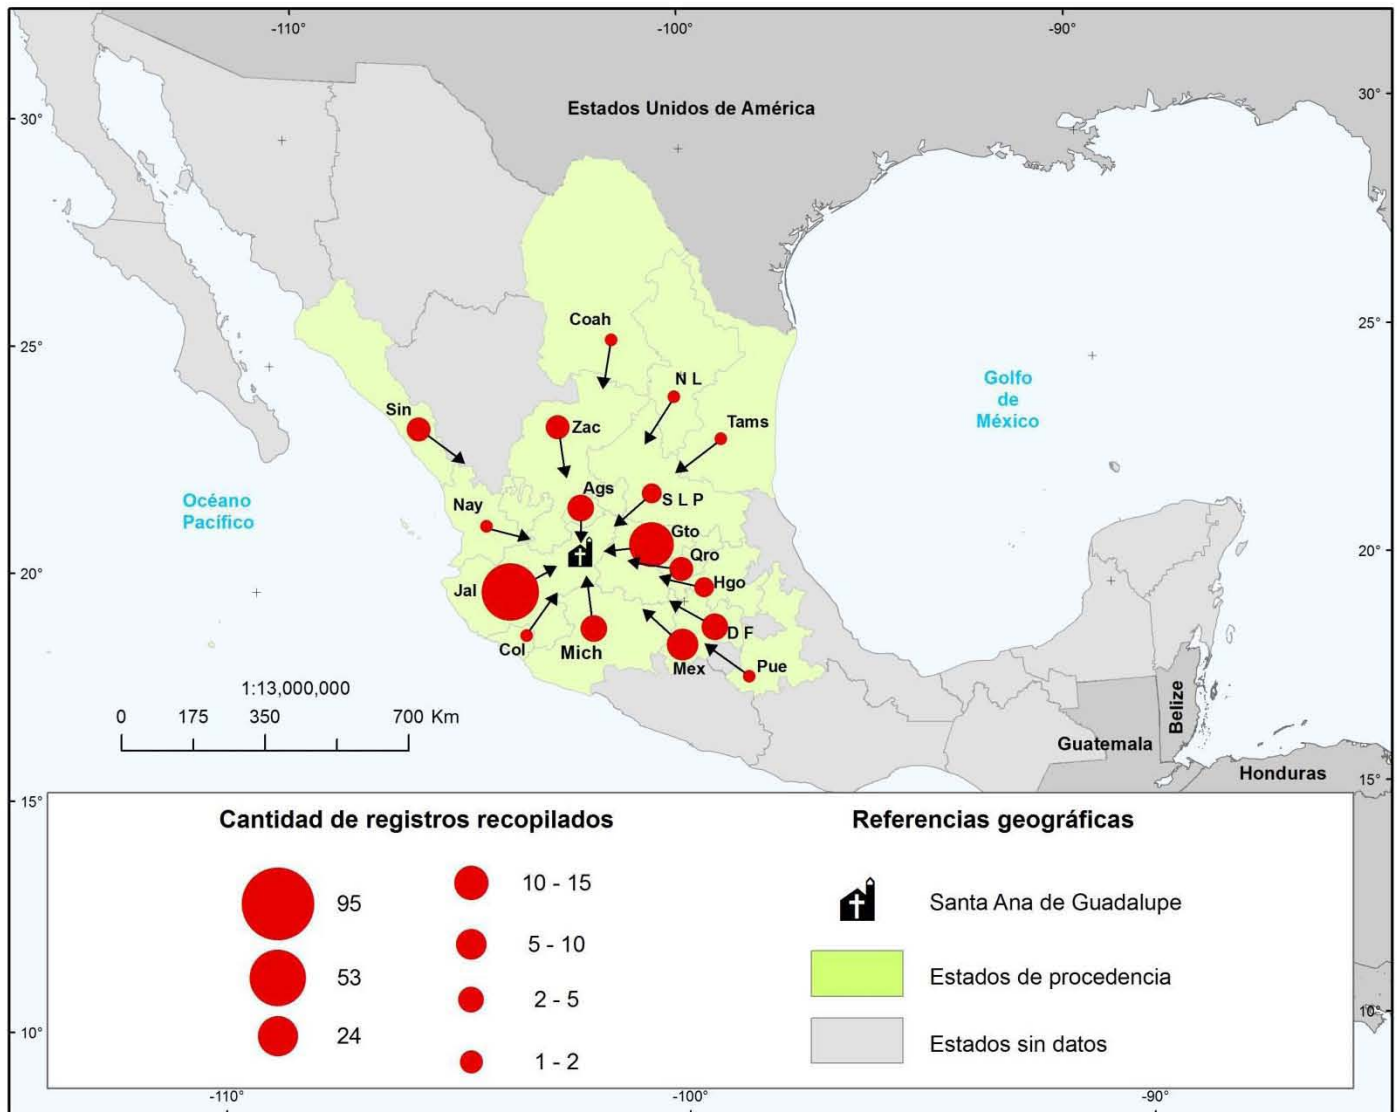 -110°
-100°
-90°
30°
30°
Estados Unidos de América
25°
25°
Coah
N L
Golfo
de
México
Sin
Zac
Tams
Ags
S L P
Océano
Pacífico
Nay
Gto
Qro
20°
20°
Hgo
Jal
D F
Col
Mich
Mex
Pue
1:13,000,000
0
175
350
700 Km
Belize
Guatemala
Honduras
15°
15°
Cantidad de registros recopilados
95
53
24
10 - 15
5 - 10
2 - 5
1 - 2
Referencias geográficas
Santa Ana de Guadalupe
Estados de procedencia
Estados sin datos
10°
10°
-110°
-100°
-90°